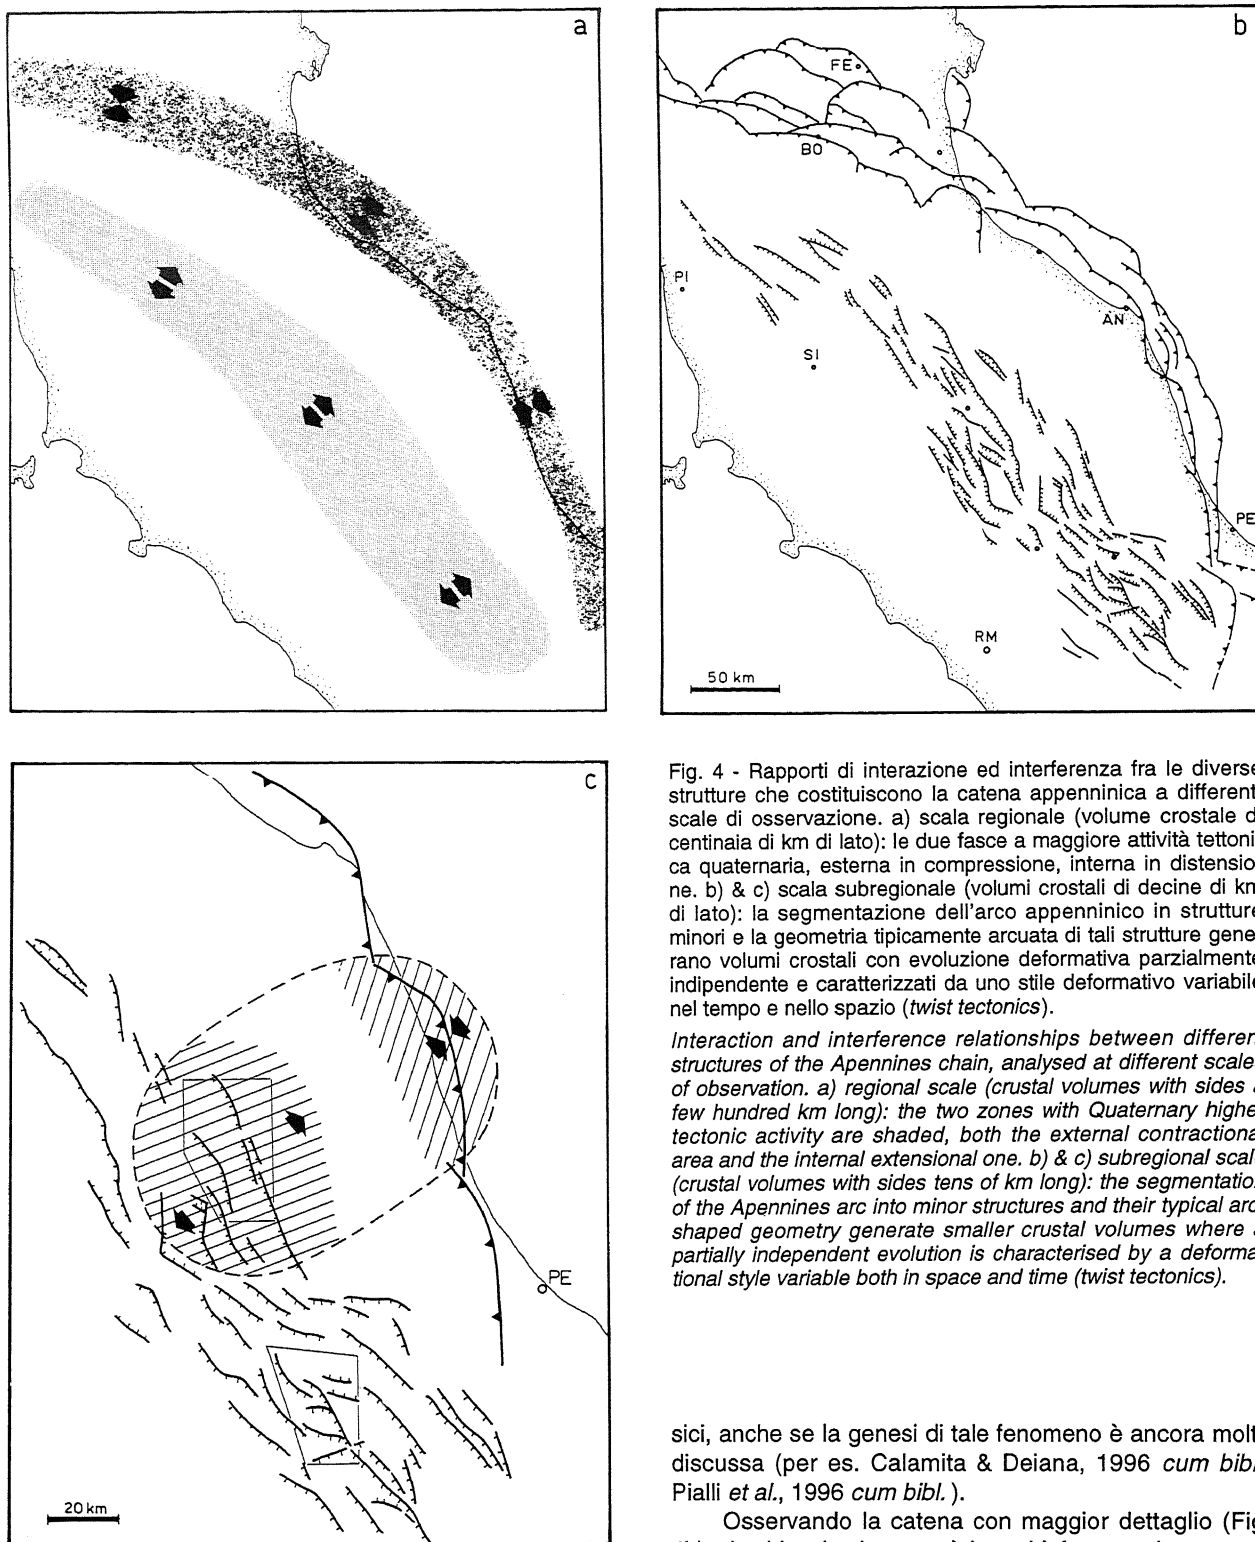 a
b
FE
BO
PI
SI
AN
PE
RM
50 km
c
PE
20 km
Fig. 4 - Rapporti di interazione ed interferenza fra le diverse
strutture che costituiscono la catena appenninica a different
scale di osservazione. a) scala regionale (volume crostale d
centinaia di km di lato): le due fasce a maggiore attività tettoni
ca quaternaria, esterna in compressione, interna in distensio
ne. b) & c) scala subregionale (volumi crostali di decine di km
di lato): la segmentazione dell'arco appenninico in strutture
minori e la geometria tipicamente arcuata di tali strutture gene
rano volumi crostali con evoluzione deformativa parzialmente
indipendente e caratterizzati da uno stile deformativo variabile
nel tempo e nello spazio (twist tectonics).
Interaction and interference relationships between differen
structures of the Apennines chain, analysed at different scale
of observation. a) regional scale (crustal volumes with sides a
few hundred km long): the two zones with Quaternary highe
tectonic activity are shaded, both the external contractiona
area and the internal extensional one. b) & c) subregional scal
(crustal volumes with sides tens of km long): the segmentatio
of the Apennines arc into minor structures and their typical arc
shaped geometry generate smaller crustal volumes where a
partially independent evolution is characterised by a deforma
tional style variable both in space and time (twist tectonics).
sici, anche se la genesi di tale fenomeno è ancora molt
discussa (per es. Calamita & Deiana, 1996 cum bibl.
Pialli et al., 1996 cum bibl.).
Osservando la catena con maggior dettaglio (Fig